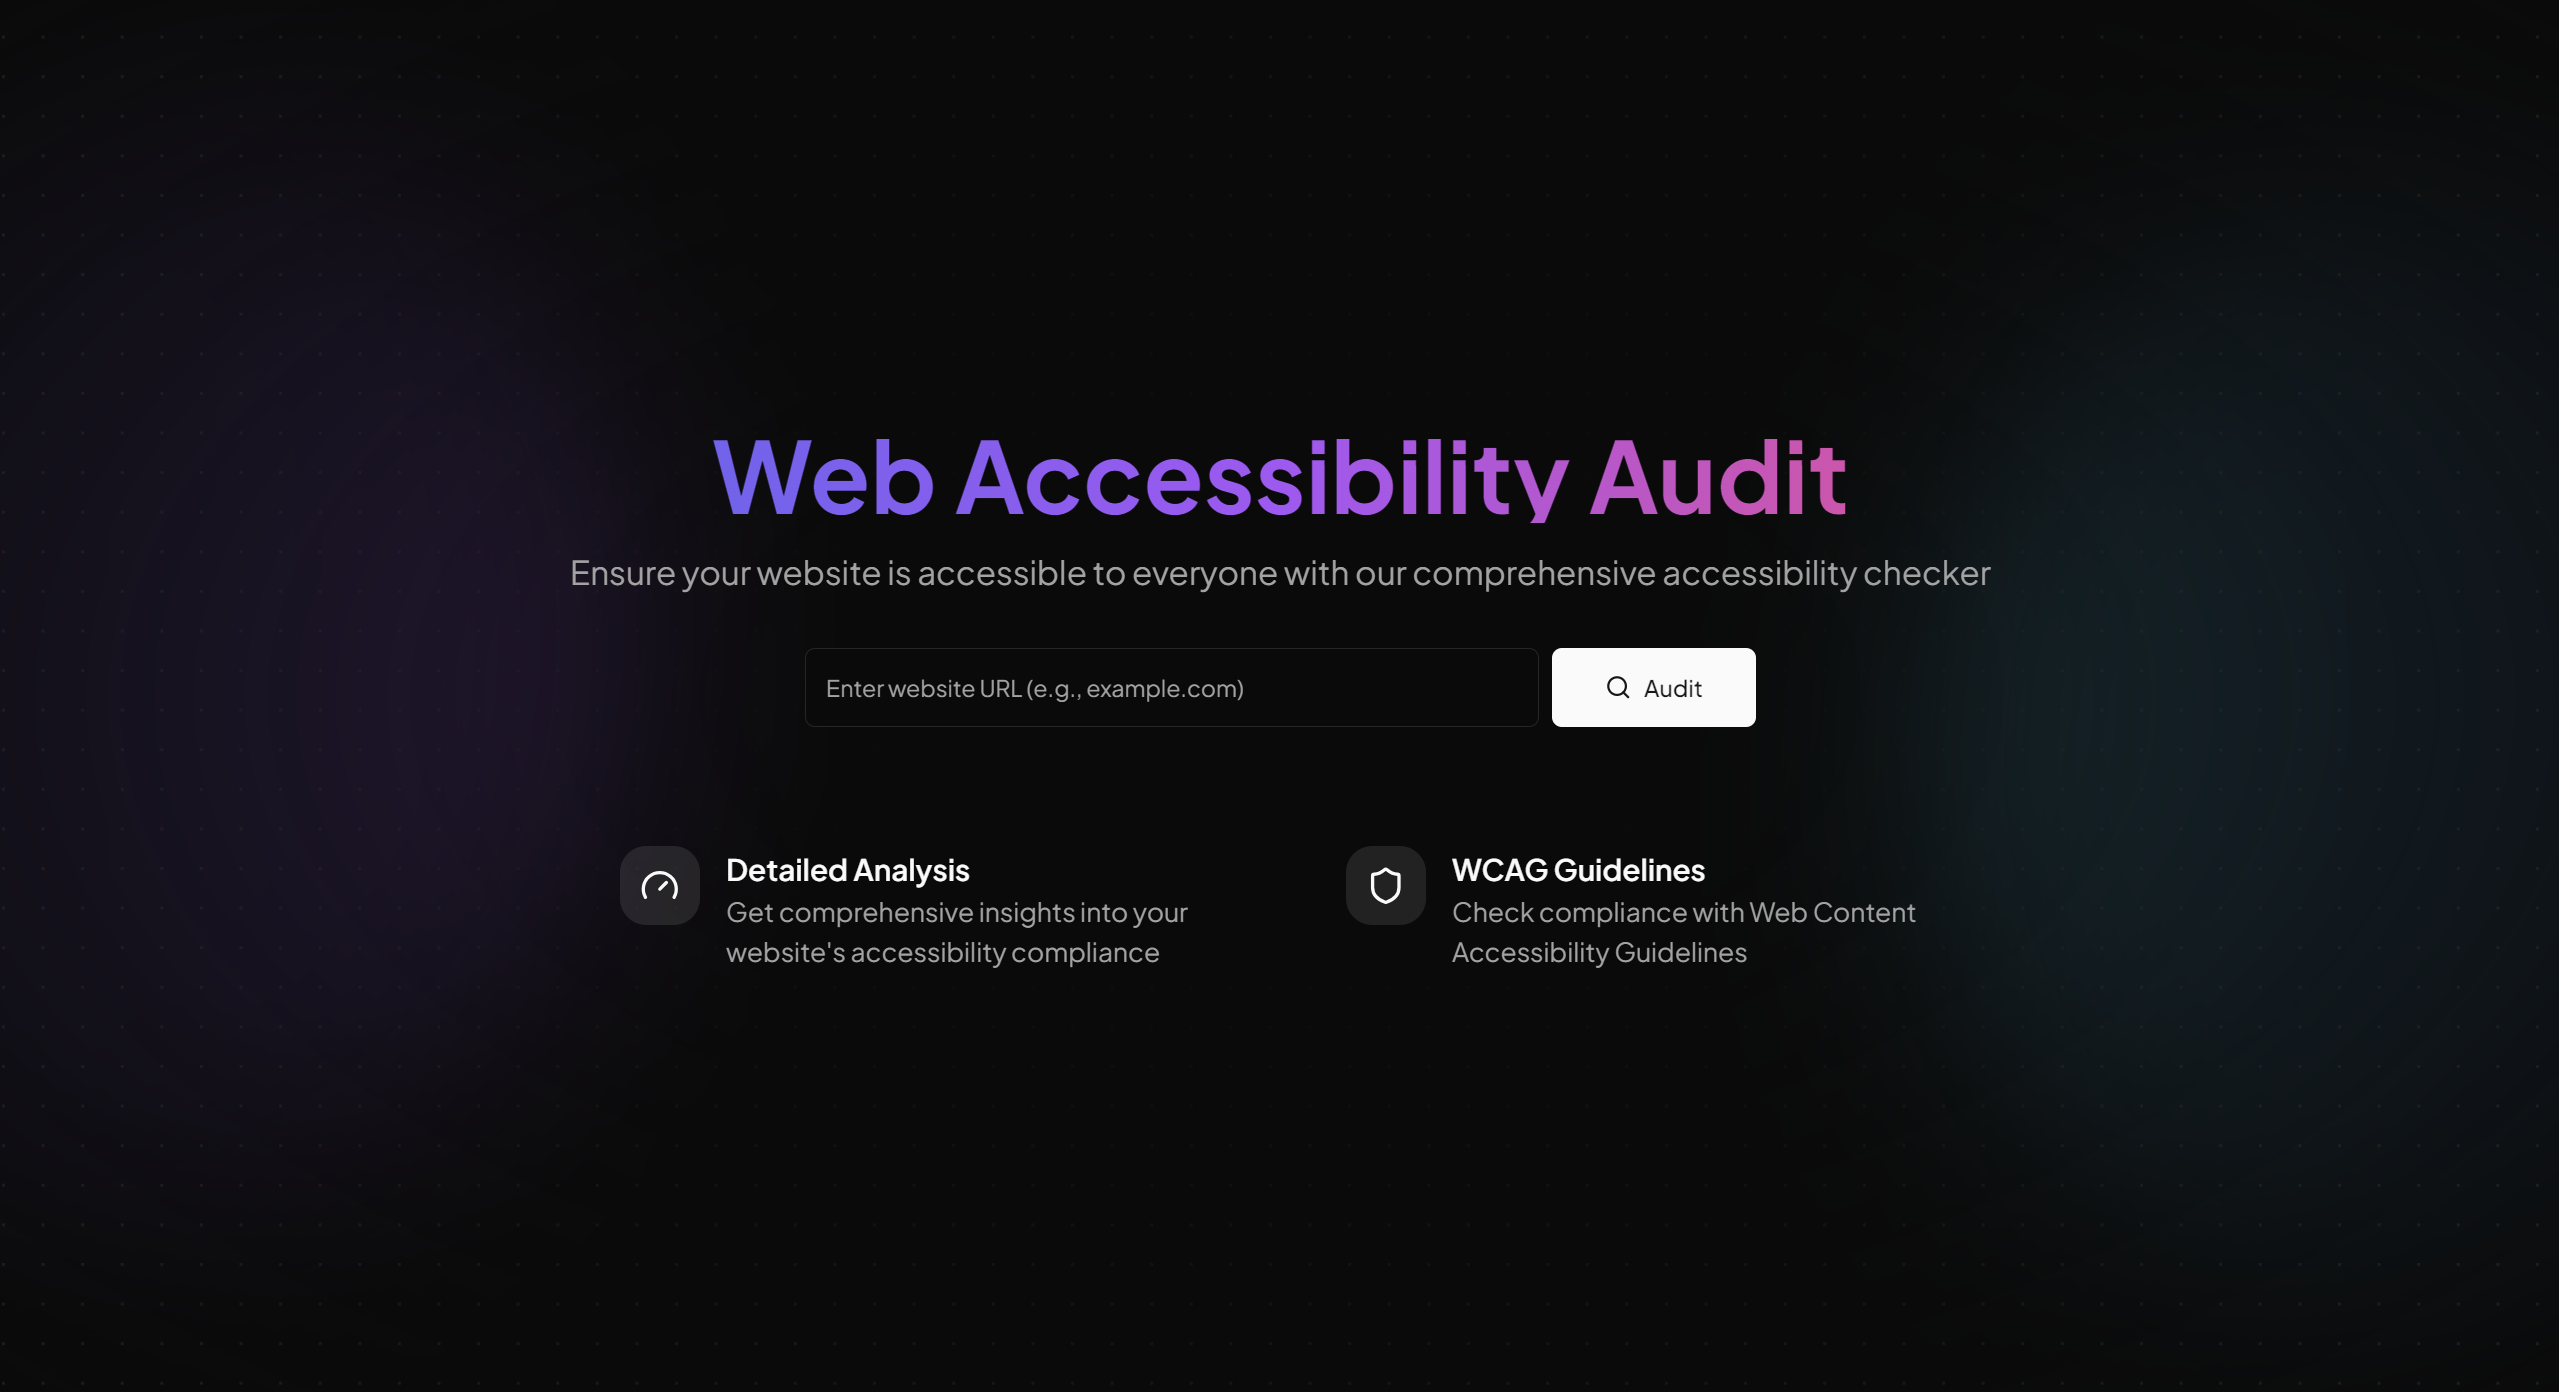 Web Accessibility Audit
Ensure your website is accessible to everyone with our comprehensive accessibility checker
Enter website URL (e.g., example.com)
Audit
Detailed Analysis
Get comprehensive insights into your
website's accessibility compliance
WCAG Guidelines
Check compliance with Web Content
Accessibility Guidelines